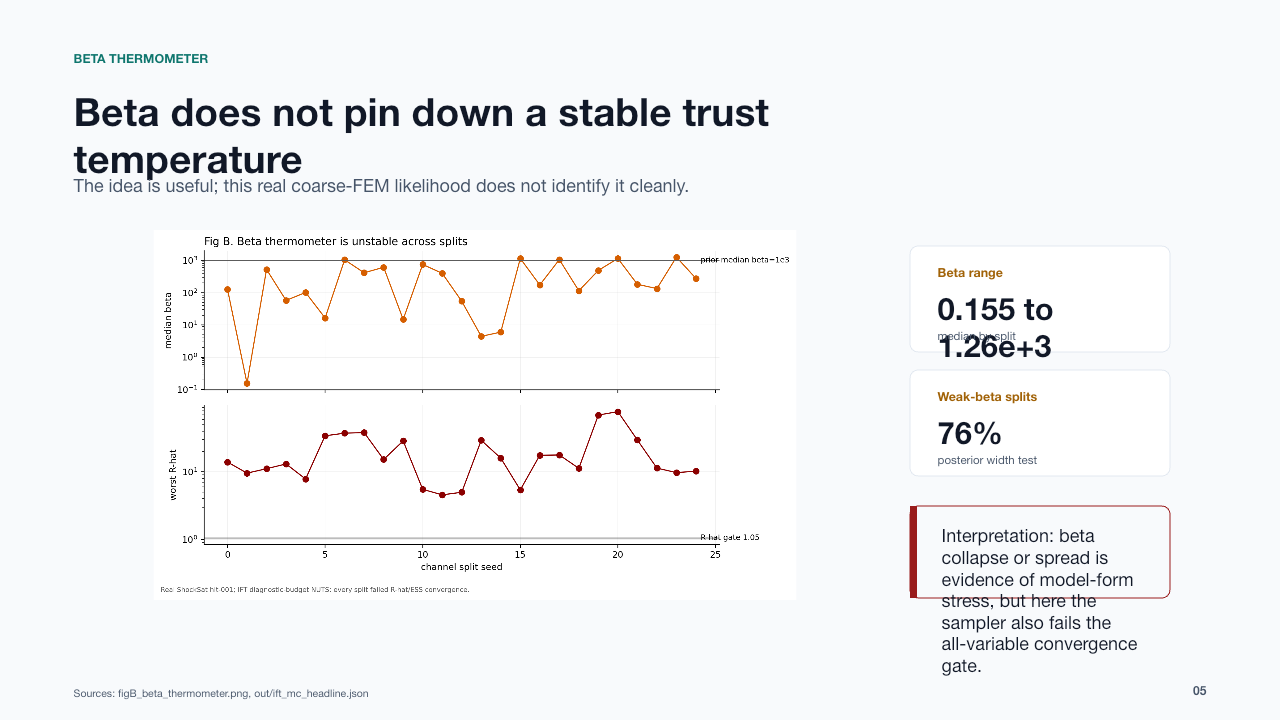 BETA THERMOMETER
Beta does not pin down a stable trust
temperature
The idea is useful; this real coarse-FEM likelihood does not identify it cleanly.
Fig B. Beta thermometer is unstable across splits
prior median beta=1e3
10³
10²
10¹
10⁰
10⁻¹
median beta
10¹
10⁰
worst R-hat
R-hat gate 1.05
0 5 10 15 20 25
channel split seed
Real ShockSat hit-001; IFT diagnostic-budget NUTS; every split failed R-hat/ESS convergence.
Beta range
0.155 to
median by split
1.26e+3
Weak-beta splits
76%
posterior width test
Interpretation: beta
collapse or spread is
evidence of model-form
stress, but here the
sampler also fails the
all-variable convergence
gate.
Sources: figB_beta_thermometer.png, out/ift_mc_headline.json
05